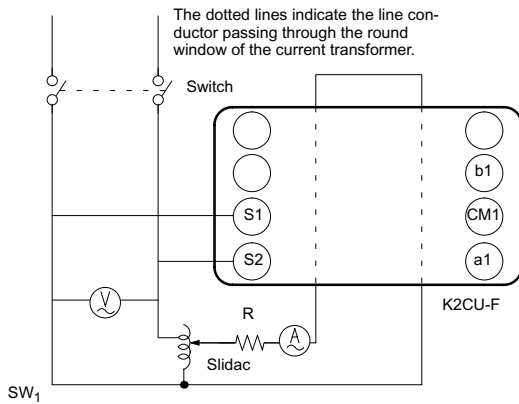 The dotted lines indicate the line con-
ductor passing through the round
window of the current transformer.
Switch
b1
S1
CM1
S2
a1
K2CU-F
V
R
A
Slidac
SW1